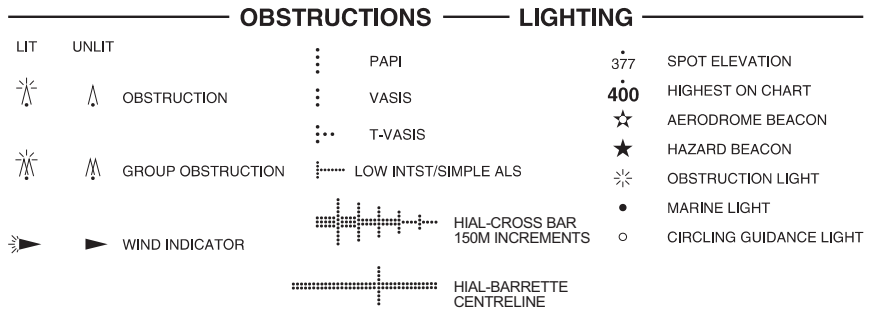 OBSTRUCTIONS LIGHTING
LIT UNLIT
OBSTRUCTION
GROUP OBSTRUCTION
WIND INDICATOR
PAPI
VASIS
T-VASIS
LOW INTST/SIMPLE ALS
HIAL-CROSS BAR
150M INCREMENTS
HIAL-BARRETTE
CENTRELINE
377 SPOT ELEVATION
400 HIGHEST ON CHART
AERODROME BEACON
HAZARD BEACON
OBSTRUCTION LIGHT
MARINE LIGHT
CIRCLING GUIDANCE LIGHT